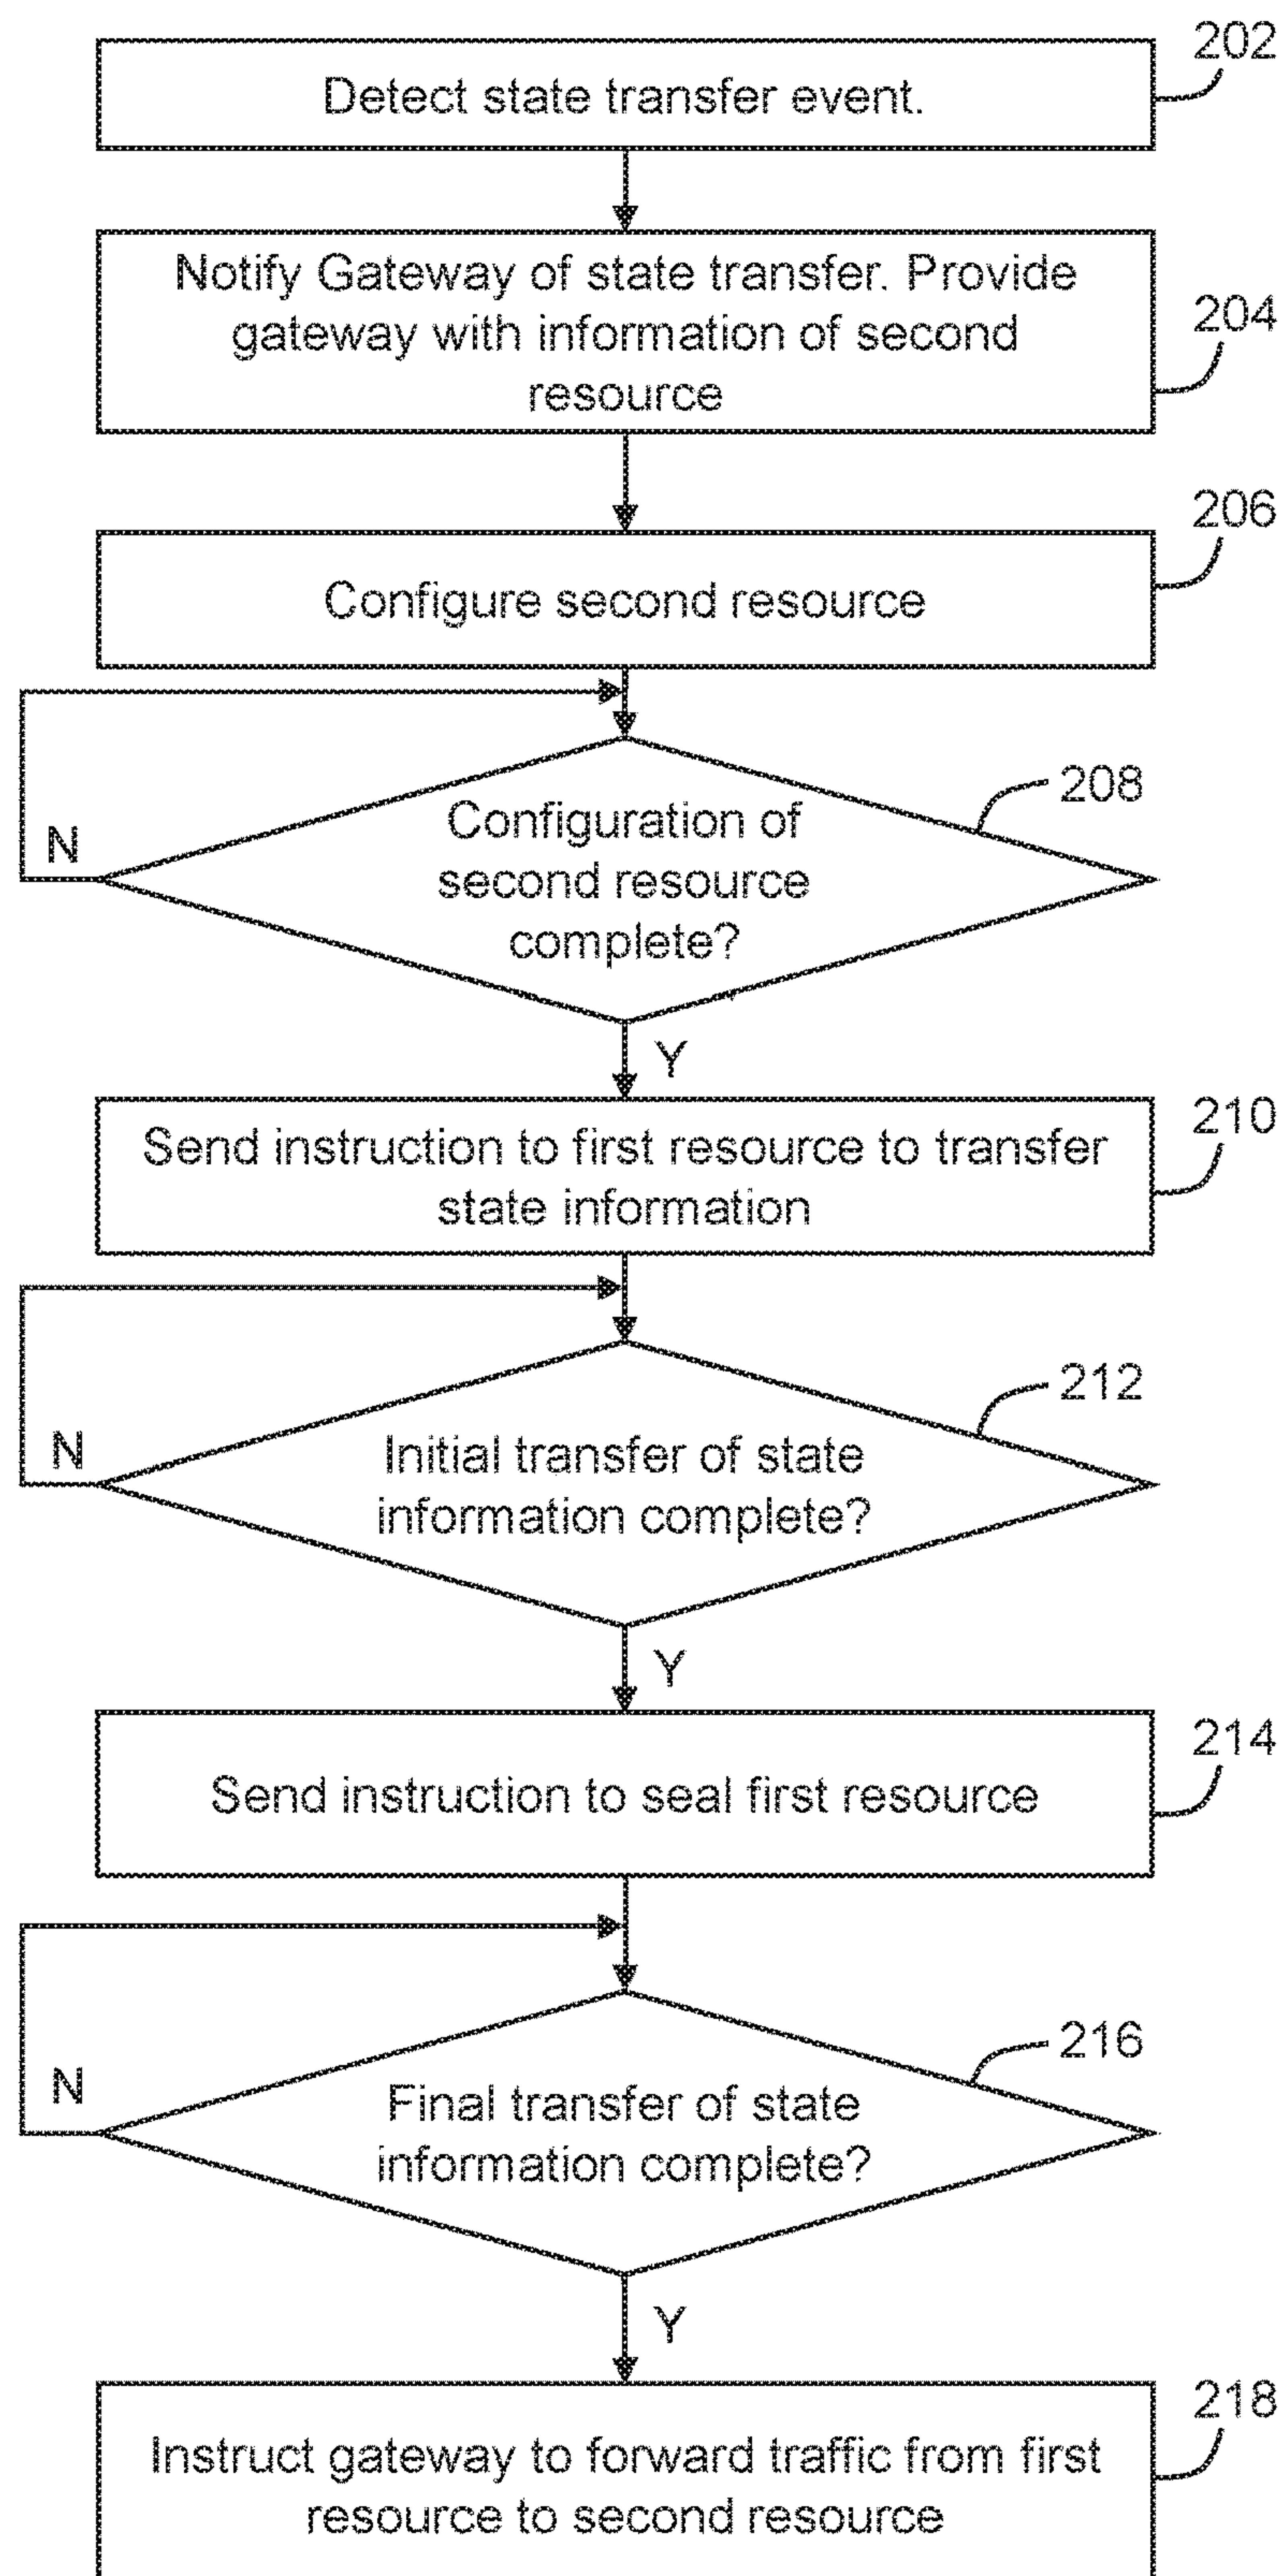 202
Detect state transfer event.
Notify Gateway of state transfer. Provide
gateway with information of second
resource
204
206
Configure second resource
208
Configuration of
second resource
complete?
N
Y
210
Send instruction to first resource to transfer
state information
212
Initial transfer of state
information complete?
N
Y
214
Send instruction to seal first resource
216
Final transfer of state
information complete?
N
Y
218
Instruct gateway to forward traffic from first
resource to second resource